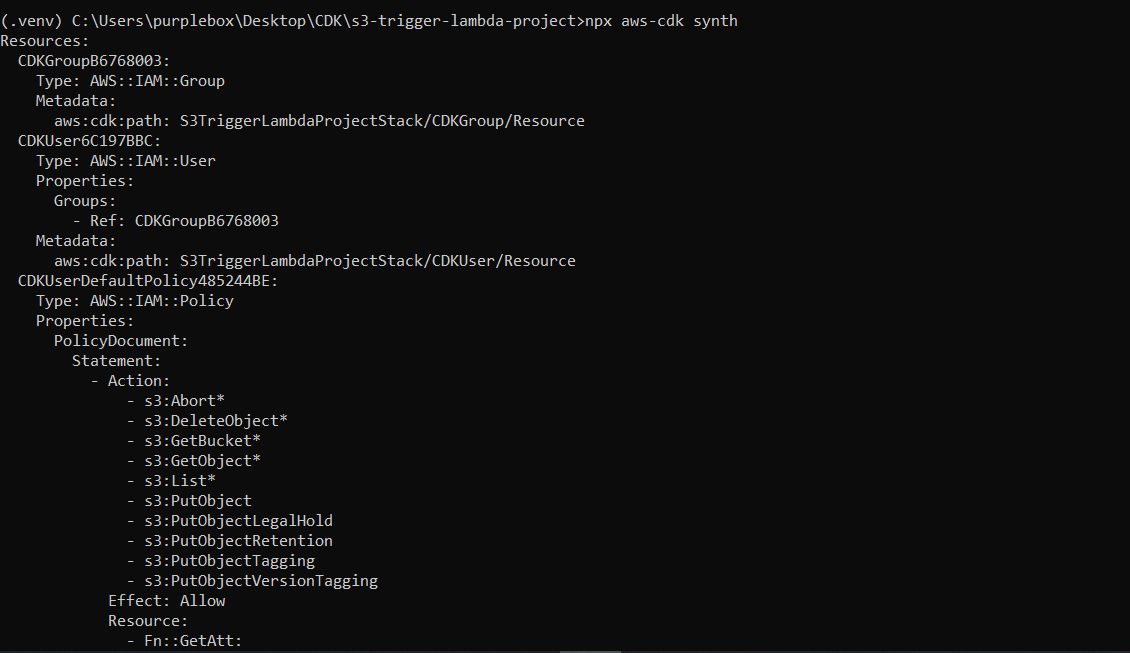 (.venv) C:\Users\purplebox\Desktop\CDK\s3-trigger-lambda-project>npx aws-cdk synth
Resources:
  CDKGroupB6768003:
    Type: AWS::IAM::Group
    Metadata:
      aws:cdk:path: S3TriggerLambdaProjectStack/CDKGroup/Resource
  CDKUser6C197BBC:
    Type: AWS::IAM::User
    Properties:
      Groups:
        - Ref: CDKGroupB6768003
    Metadata:
      aws:cdk:path: S3TriggerLambdaProjectStack/CDKUser/Resource
  CDKUserDefaultPolicy485244BE:
    Type: AWS::IAM::Policy
    Properties:
      PolicyDocument:
        Statement:
          - Action:
              - s3:Abort*
              - s3:DeleteObject*
              - s3:GetBucket*
              - s3:GetObject*
              - s3:List*
              - s3:PutObject
              - s3:PutObjectLegalHold
              - s3:PutObjectRetention
              - s3:PutObjectTagging
              - s3:PutObjectVersionTagging
            Effect: Allow
            Resource:
              - Fn::GetAtt: